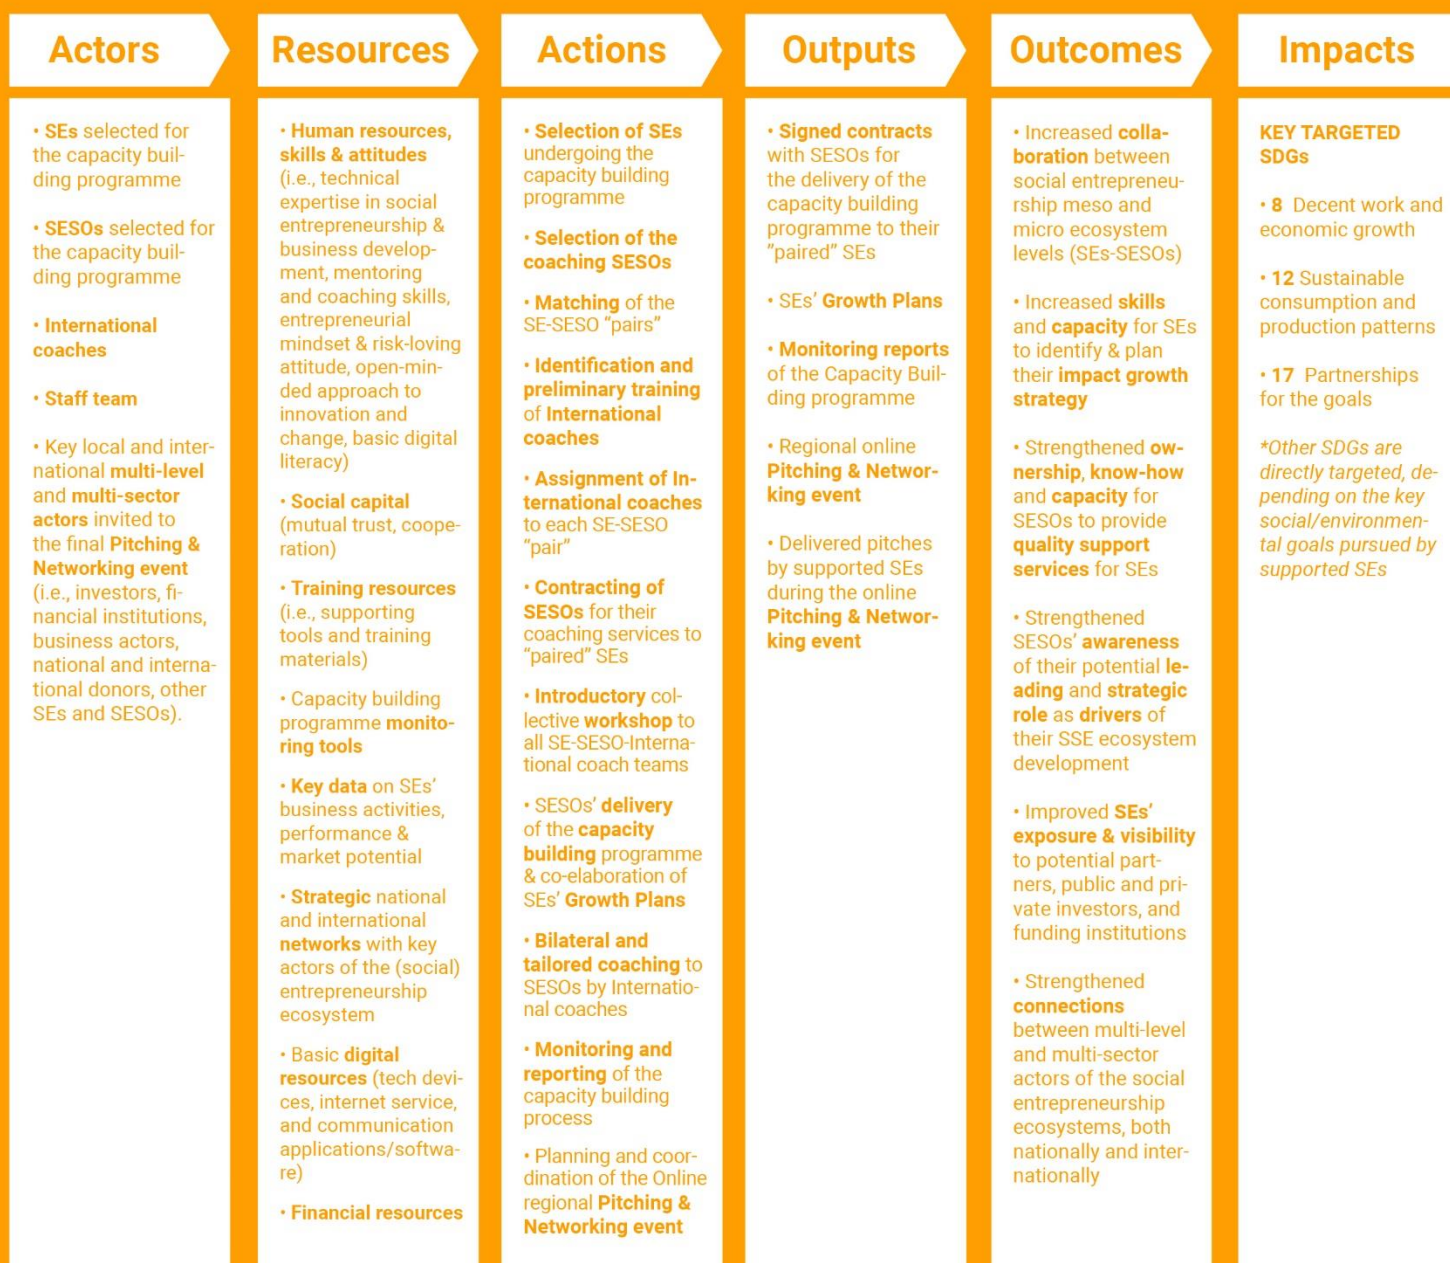 Actors
• SEs selected for
the capacity buil-
ding programme
• SESOs selected for
the capacity buil-
ding programme
• International
coaches
• Staff team
• Key local and inter-
national multi-level
and multi-sector
actors invited to
the final Pitching &
Networking event
(i.e., investors, fi-
nancial institutions,
business actors,
national and interna-
tional donors, other
SEs and SESOs).
Resources
• Human resources,
skills & attitudes
(i.e., technical
expertise in social
entrepreneurship &
business develop-
ment, mentoring
and coaching skills,
entrepreneurial
mindset & risk-loving
attitude, open-min-
ded approach to
innovation and
change, basic digital
literacy)
• Social capital
(mutual trust, coope-
ration)
• Training resources
(i.e., supporting
tools and training
materials)
• Capacity building
programme monito-
ring tools
• Key data on SEs’
business activities,
performance &
market potential
• Strategic national
and international
networks with key
actors of the (social)
entrepreneurship
ecosystem
• Basic digital
resources (tech devi-
ces, internet service,
and communication
applications/softwa-
re)
• Financial resources
Actions
• Selection of SEs
undergoing the
capacity building
programme
• Selection of the
coaching SESOs
• Matching of the
SE-SESO “pairs”
• Identification and
preliminary training
of International
coaches
• Assignment of In-
ternational coaches
to each SE-SESO
“pair”
• Contracting of
SESOs for their
coaching services to
“paired” SEs
• Introductory col-
lective workshop to
all SE-SESO-Interna-
tional coach teams
• SESOs’ delivery
of the capacity
building programme
& co-elaboration of
SEs’ Growth Plans
• Bilateral and
tailored coaching to
SESOs by Internatio-
nal coaches
• Monitoring and
reporting of the
capacity building
process
• Planning and coor-
dination of the Online
regional Pitching &
Networking event
Outputs
• Signed contracts
with SESOs for
the delivery of the
capacity building
programme to their
”paired” SEs
• SEs’ Growth Plans
• Monitoring reports
of the Capacity Buil-
ding programme
• Regional online
Pitching & Networ-
king event
• Delivered pitches
by supported SEs
during the online
Pitching & Networ-
king event
Outcomes
• Increased colla-
boration between
social entrepreneu-
rship meso and
micro ecosystem
levels (SEs-SESOs)
• Increased skills
and capacity for SEs
to identify & plan
their impact growth
strategy
• Strengthened ow-
nership, know-how
and capacity for
SESOs to provide
quality support
services for SEs
• Strengthened
SESOs’ awareness
of their potential le-
ading and strategic
role as drivers of
their SSE ecosystem
development
• Improved SEs’
exposure & visibility
to potential part-
ners, public and pri-
vate investors, and
funding institutions
• Strengthened
connections
between multi-level
and multi-sector
actors of the social
entrepreneurship
ecosystems, both
nationally and inter-
nationally
Impacts
KEY TARGETED
SDGs
• 8 Decent work and
economic growth
• 12 Sustainable
consumption and
production patterns
• 17 Partnerships
for the goals
*Other SDGs are
directly targeted, de-
pending on the key
social/environmen-
tal goals pursued by
supported SEs